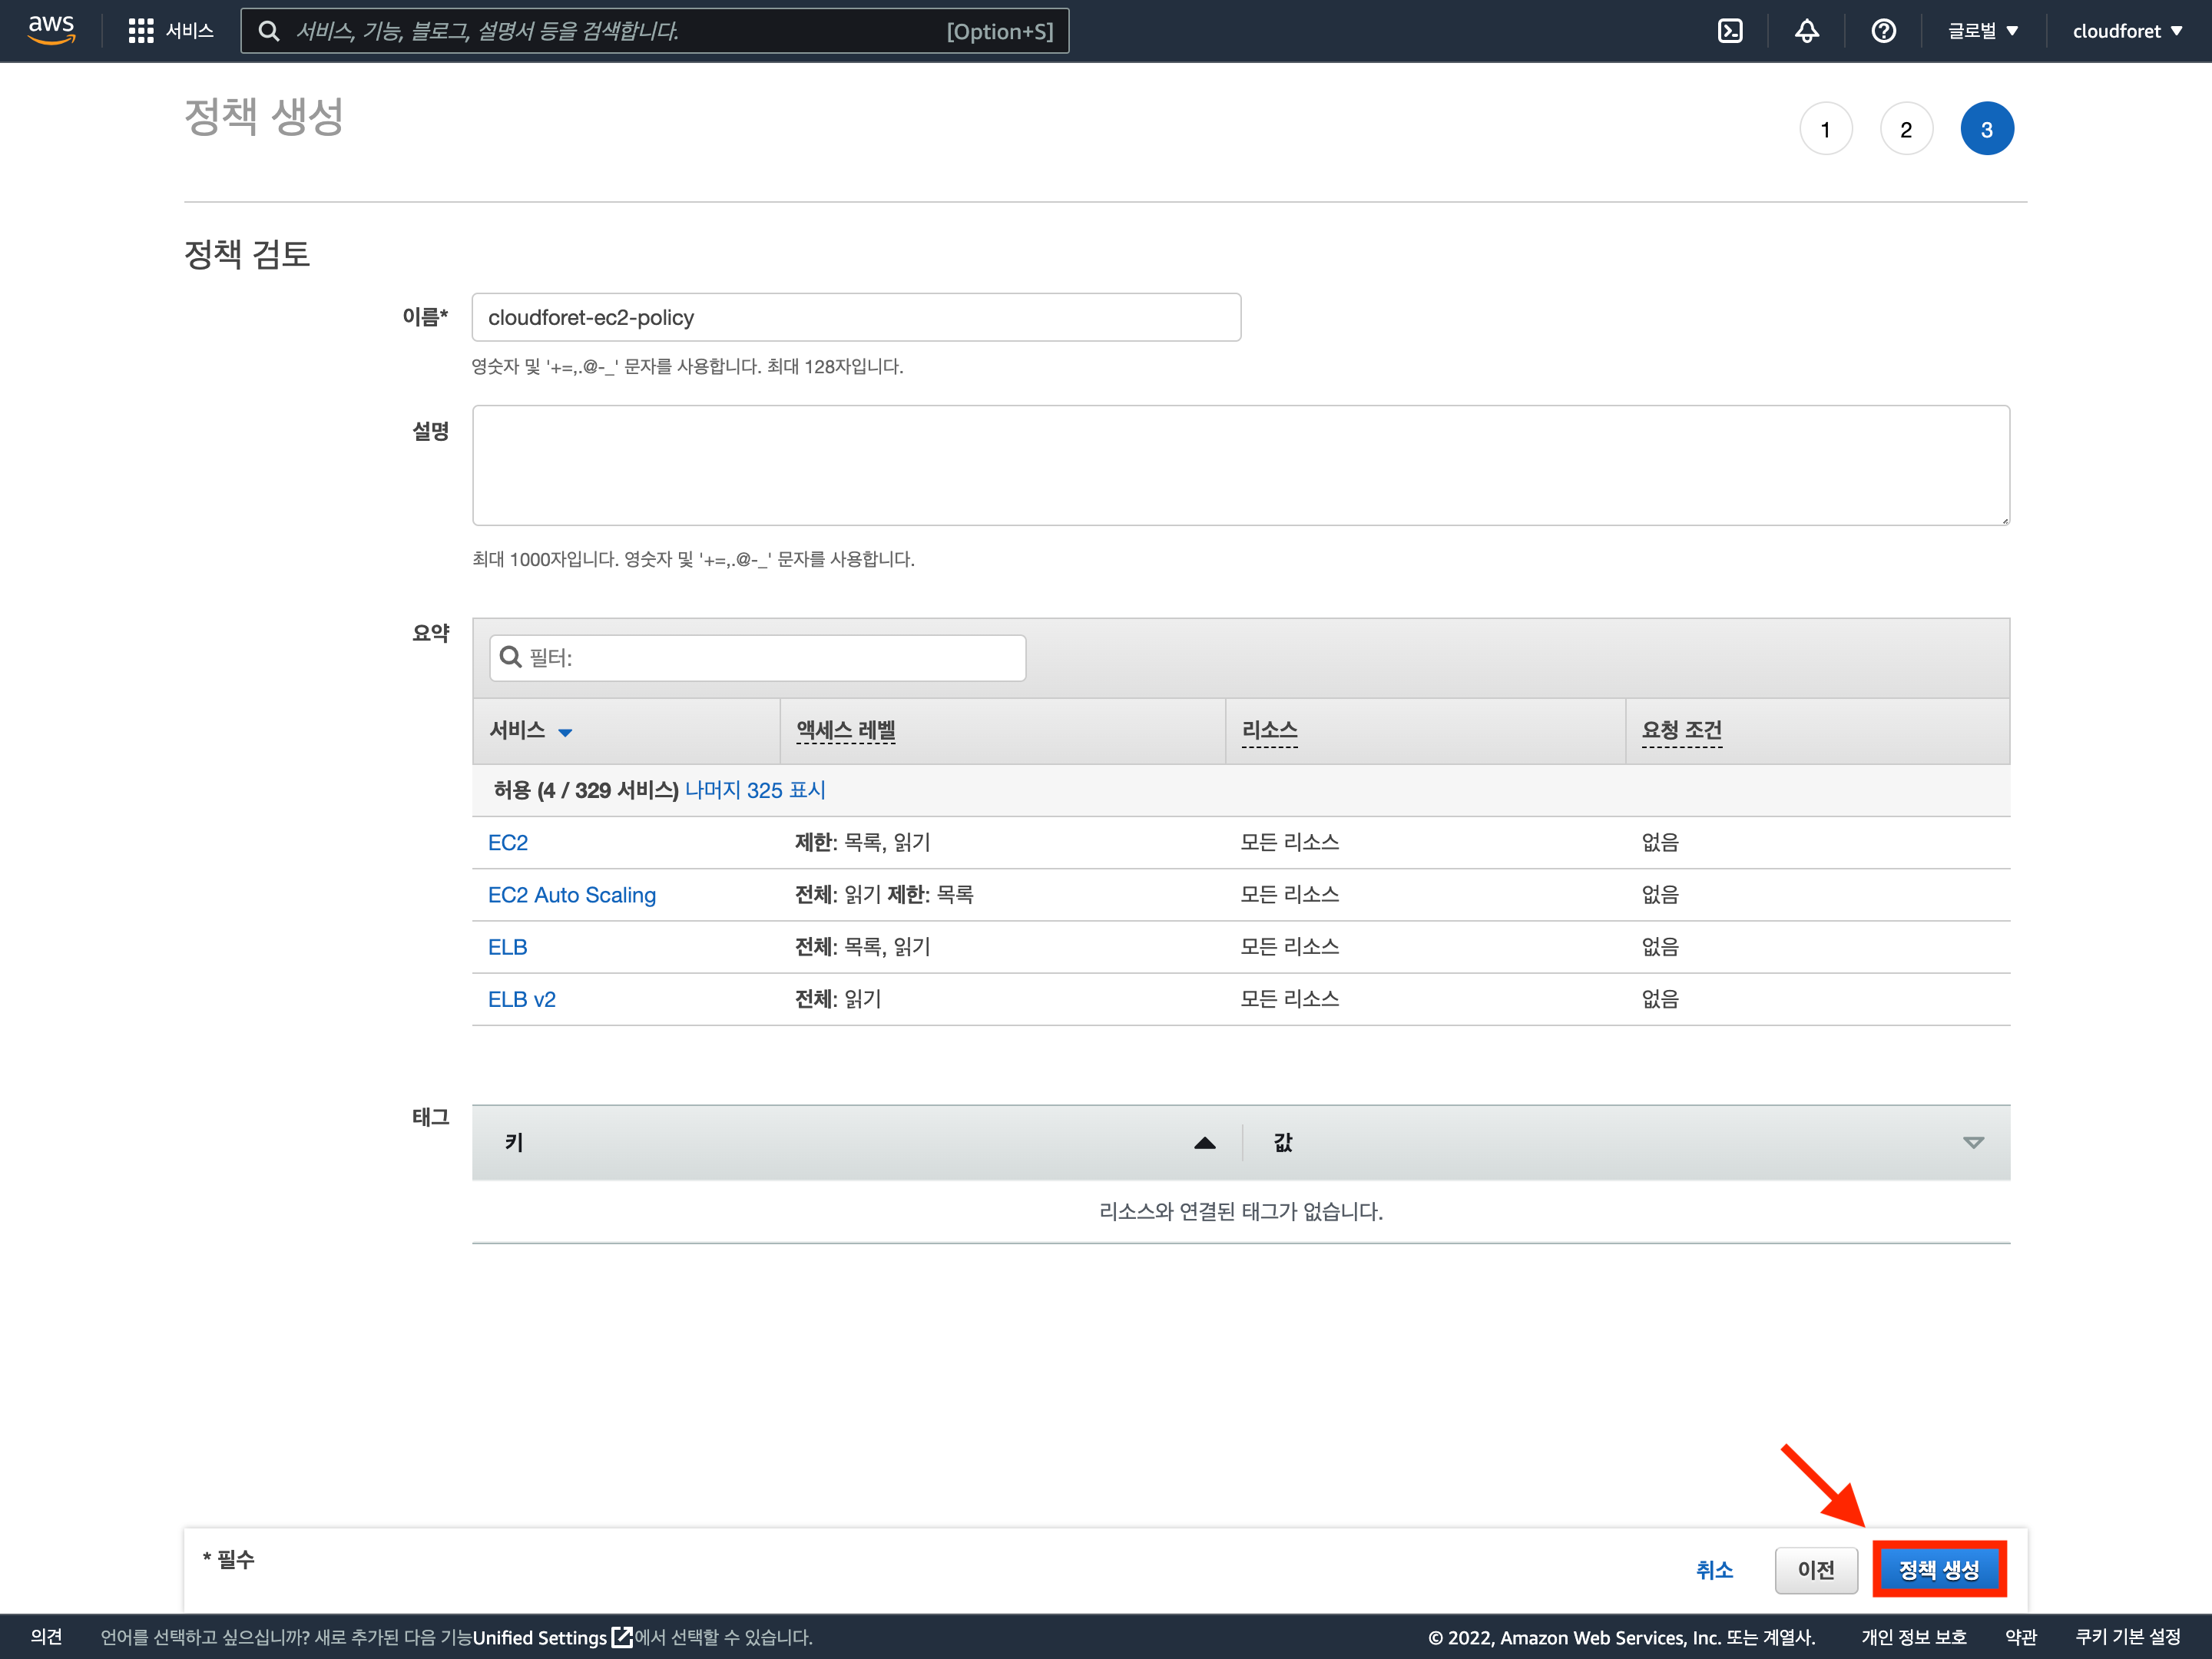 aws 서비스 서비스, 기능, 블로그, 설명서 등을 검색합니다. [Option+S] 글로벌 ▼ cloudforet ▼
정책 생성
1 2 3
정책 검토
이름* cloudforet-ec2-policy
영숫자 및 '+=,.@-_' 문자를 사용합니다. 최대 128자입니다.
설명
최대 1000자입니다. 영숫자 및 '+=,.@-_' 문자를 사용합니다.
요약 필터:
서비스 액세스 레벨 리소스 요청 조건
허용 (4 / 329 서비스) 나머지 325 표시
EC2 제한: 목록, 읽기 모든 리소스 없음
EC2 Auto Scaling 전체: 읽기 제한: 목록 모든 리소스 없음
ELB 전체: 목록, 읽기 모든 리소스 없음
ELB v2 전체: 읽기 모든 리소스 없음
태그 키 값
리소스와 연결된 태그가 없습니다.
* 필수 취소 이전 정책 생성
의견 언어를 선택하고 싶으십니까? 새로 추가된 다음 기능Unified Settings에서 선택할 수 있습니다. © 2022, Amazon Web Services, Inc. 또는 계열사. 개인 정보 보호 약관 쿠키 기본 설정